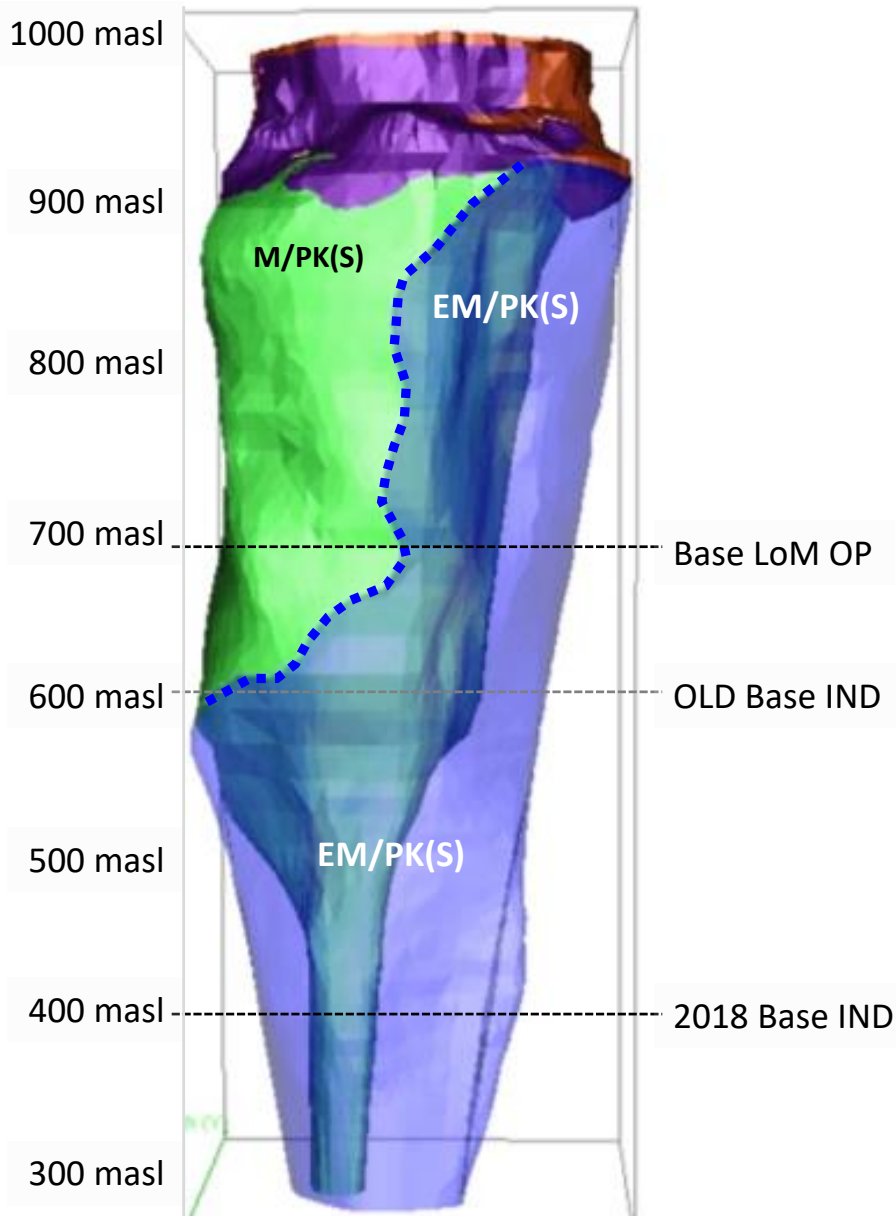 1000 masl
900 masl
M/PK(S)
EM/PK(S)
800 masl
700 masl
Base LoM OP
600 masl
OLD Base IND
EM/PK(S)
500 masl
400 masl
2018 Base IND
300 masl